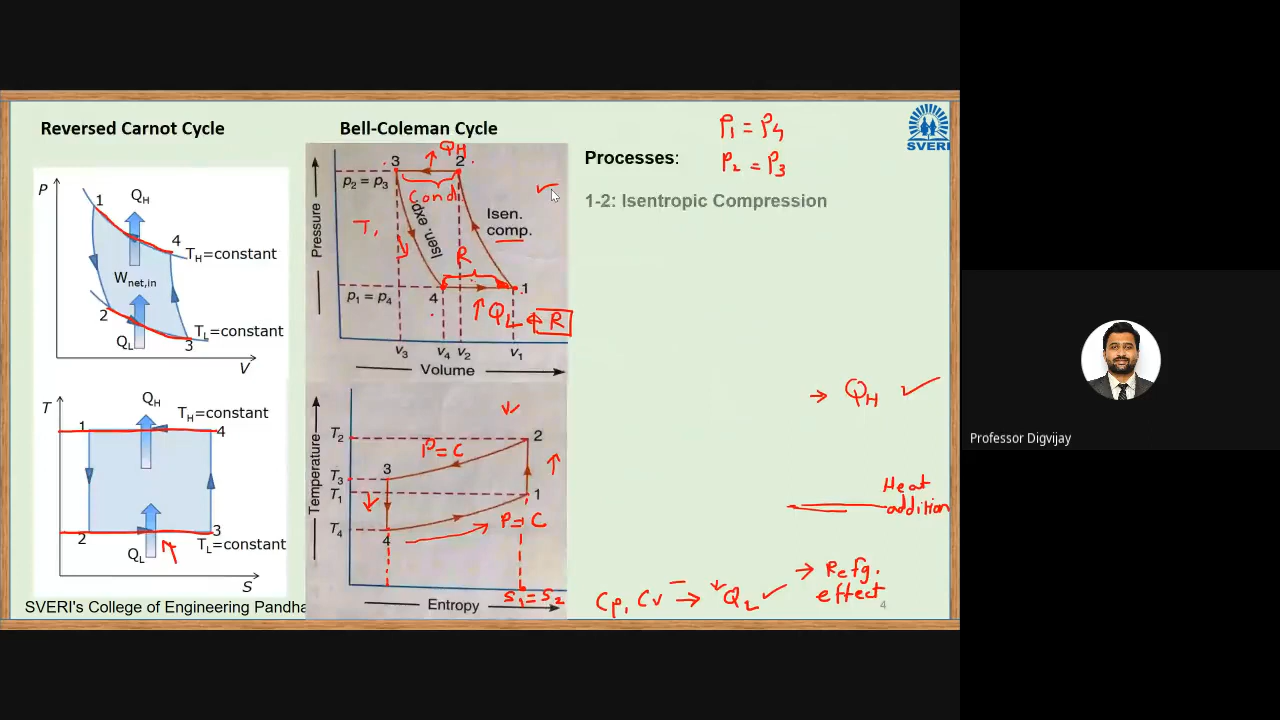 Reversed Carnot Cycle
P
1
Q_H
4
T_H=constant
W_net,in
2
T_L=constant
Q_L
3
V
T
Q_H
T_H=constant
1
4
2
3
Q_L
T_L=constant
S
SVERI's College of Engineering Pandha
Bell-Coleman Cycle
Q_H
3
2
p₂ = p₃
Cond
Isen. exp.
Isen.
comp.
T₁
R
p₁ = p₄
4
1
Q_L
R
v₃
v₄
v₂
v₁
Pressure
Volume
T₂
2
P=C
3
T₃
T₁
1
T₄
4
P=C
S₁=S₂
Temperature
Entropy
P₁ = P₄
P₂ = P₃
Processes:
1-2: Isentropic Compression
SVERI
→ Q_H
Heat
addition
→ Refg.
effect
Cp, Cv → Q_L
4
Professor Digvijay